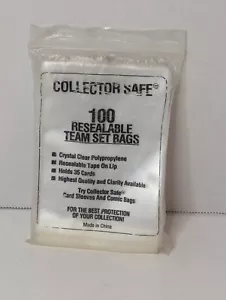 COLLECTOR SAFE®
100
RESEALABLE
TEAM SET BAGS
■ Crystal Clear Polypropylene
■ Resealable Tape On Lip
■ Holds 35 Cards
■ Highest Quality and Clarity Available
Try Collector Safe®
Card Sleeves And Comic Bags
FOR THE BEST PROTECTION
OF YOUR COLLECTION!
Made in China